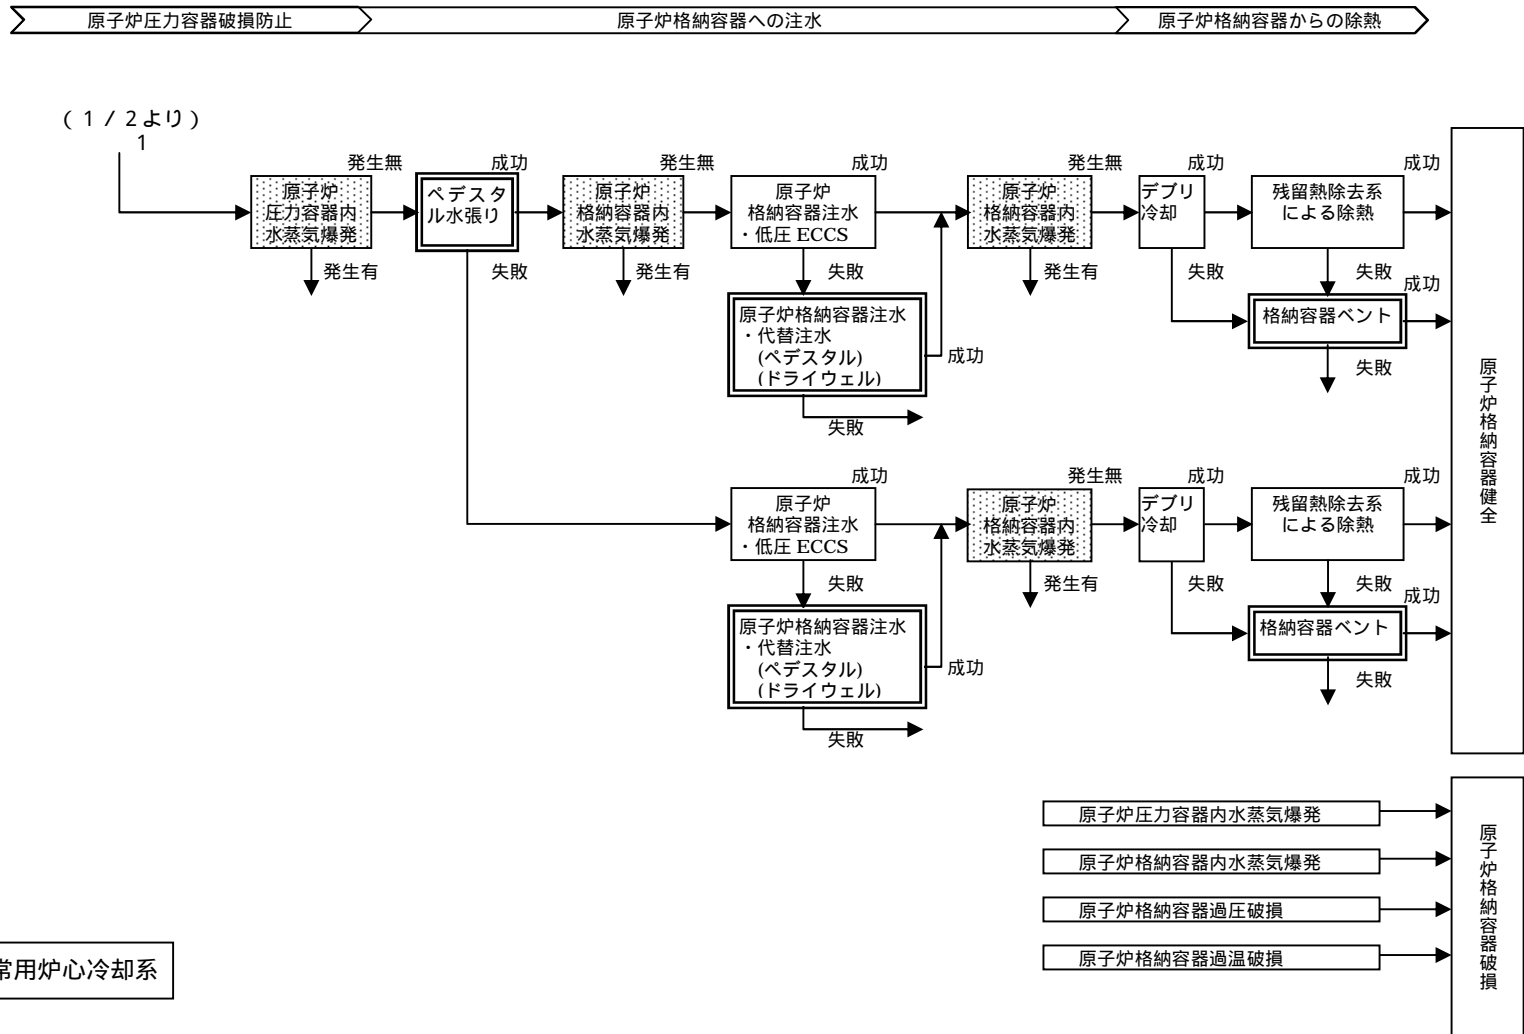 原子炉圧力容器破損防止
原子炉格納容器への注水
原子炉格納容器からの除熱
(1/2より)
1
発生無
成功
発生無
成功
発生無
成功
成功
原子炉
圧力容器内
水蒸気爆発
ペデスタ
ル水張り
原子炉
格納容器内
水蒸気爆発
原子炉
格納容器注水
・低圧 ECCS
原子炉
格納容器内
水蒸気爆発
デブリ
冷却
残留熱除去系
による除熱
発生有
失敗
発生有
失敗
発生有
失敗
失敗
成功
原子炉格納容器注水
・代替注水
(ペデスタル)
(ドライウェル)
成功
失敗
格納容器ベント
失敗
原子炉格納容器健全
成功
発生無
成功
成功
原子炉
格納容器注水
・低圧 ECCS
原子炉
格納容器内
水蒸気爆発
デブリ
冷却
残留熱除去系
による除熱
失敗
発生有
失敗
失敗
成功
原子炉格納容器注水
・代替注水
(ペデスタル)
(ドライウェル)
成功
失敗
格納容器ベント
失敗
原子炉圧力容器内水蒸気爆発
原子炉格納容器内水蒸気爆発
原子炉格納容器過圧破損
原子炉格納容器過温破損
原子炉格納容器破損
常用炉心冷却系